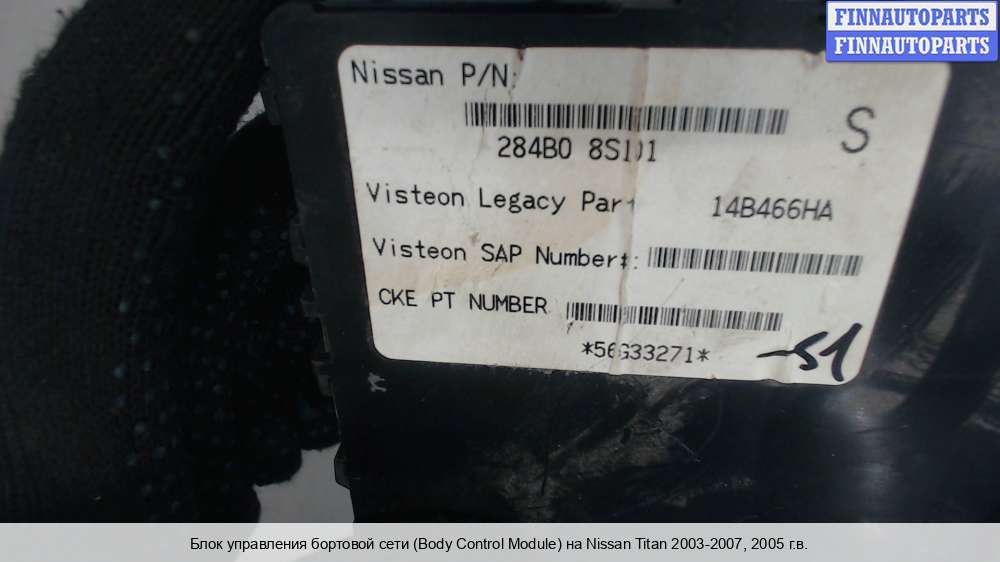 FINNAUTOPARTS
FINNAUTOPARTS
Nissan P/N:
S
284B0 8S101
Visteon Legacy Part
14B466HA
Visteon SAP Number#:
CKE PT NUMBER
*56G33271*
-S1
Блок управления бортовой сети (Body Control Module) на Nissan Titan 2003-2007, 2005 г.в.